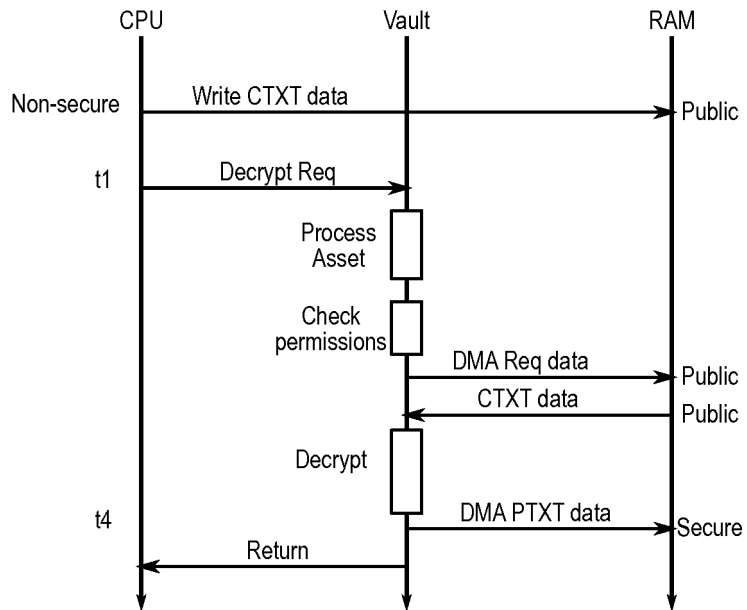 CPU
Vault
RAM
Non-secure
Write CTXT data
Public
t1
Decrypt Req
Process
Asset
Check
permissions
DMA Req data
Public
CTXT data
Public
Decrypt
t4
DMA PTXT data
Secure
Return